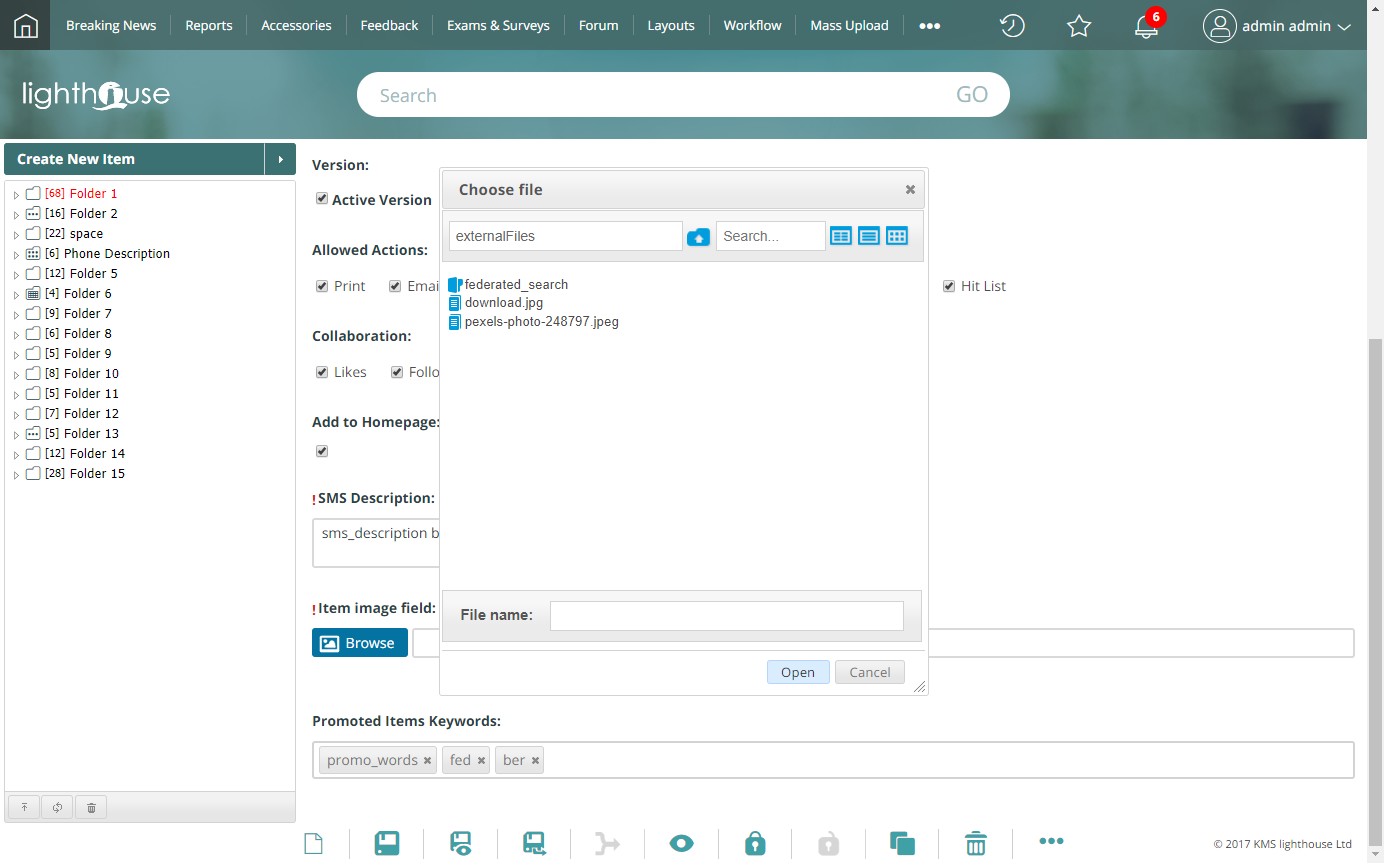 Breaking News Reports Accessories Feedback Exams & Surveys Forum Layouts Workflow Mass Upload ••• 6 admin admin
lighthouse Search GO
Create New Item
[68] Folder 1
[16] Folder 2
[22] space
[6] Phone Description
[12] Folder 5
[4] Folder 6
[9] Folder 7
[6] Folder 8
[5] Folder 9
[8] Folder 10
[5] Folder 11
[7] Folder 12
[5] Folder 13
[12] Folder 14
[28] Folder 15
Version:
Active Version
Allowed Actions:
Print Emai Hit List
Collaboration:
Likes Follo
Add to Homepage:
! SMS Description:
sms_description b
! Item image field:
Browse
Choose file
externalFiles Search...
federated_search
download.jpg
pexels-photo-248797.jpeg
File name:
Open Cancel
Promoted Items Keywords:
promo_words × fed × ber ×
© 2017 KMS lighthouse Ltd